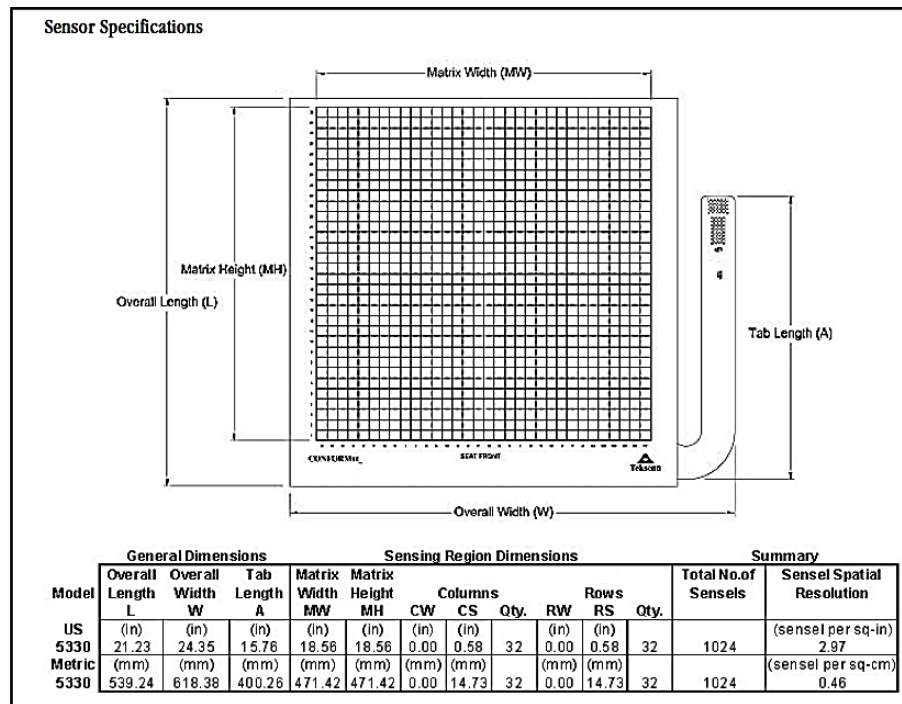 Sensor Specifications
Matrix Width (MW)
Matrix Height (MH)
Overall Length (L)
Tab Length (A)
CONFORMat
SEAT FRONT
Tekscan
Overall Width (W)
General Dimensions Sensing Region Dimensions Summary
Overall Overall Tab Matrix Matrix Total No.of Sensel Spatial
Model Length Width Length Width Height Columns Rows Sensels Resolution
L W A MW MH CW CS Qty. RW RS Qty.
US (in) (in) (in) (in) (in) (in) (in) (in) (in) (sensel per sq-in)
5330 21.23 24.35 15.76 18.56 18.56 0.00 0.58 32 0.00 0.58 32 1024 2.97
Metric (mm) (mm) (mm) (mm) (mm) (mm) (mm) (mm) (mm) (sensel per sq-cm)
5330 539.24 618.38 400.26 471.42 471.42 0.00 14.73 32 0.00 14.73 32 1024 0.46